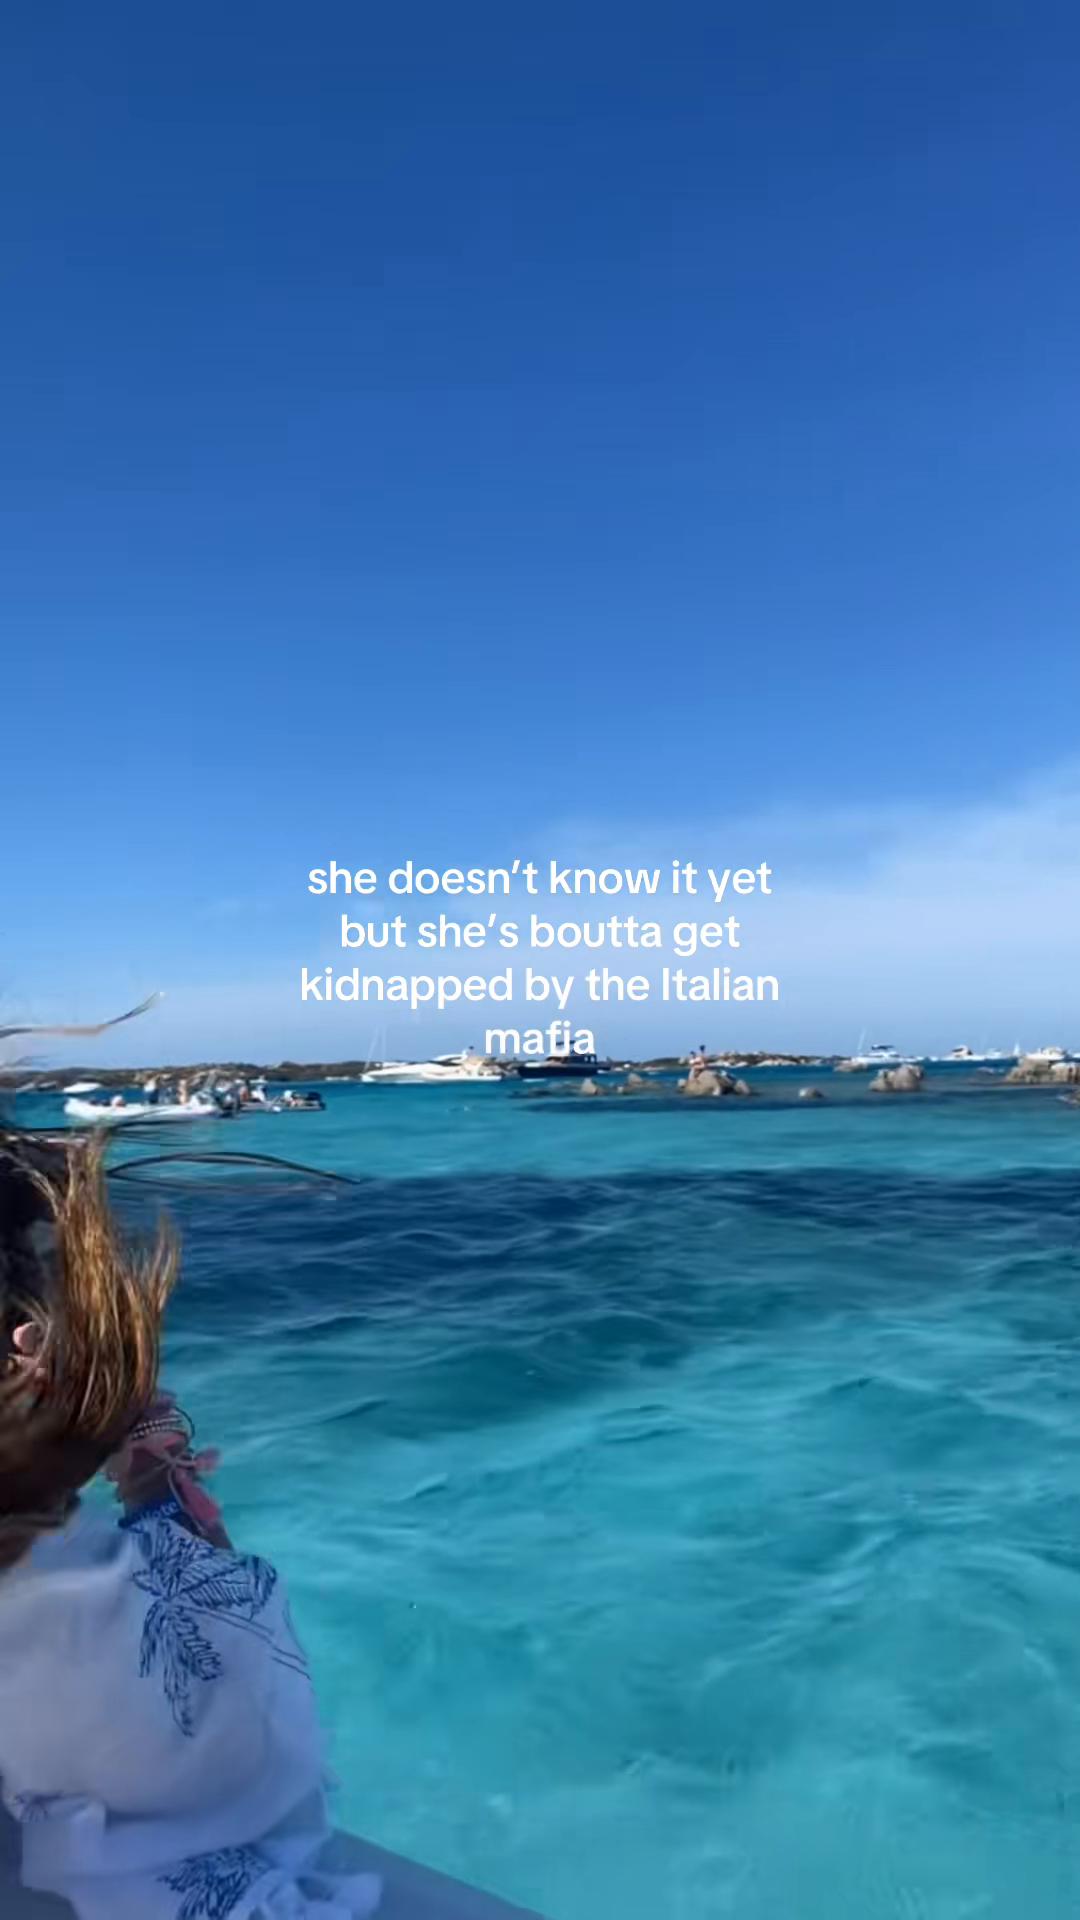 she doesn't know it yet
but she's boutta get
kidnapped by the Italian
mafia